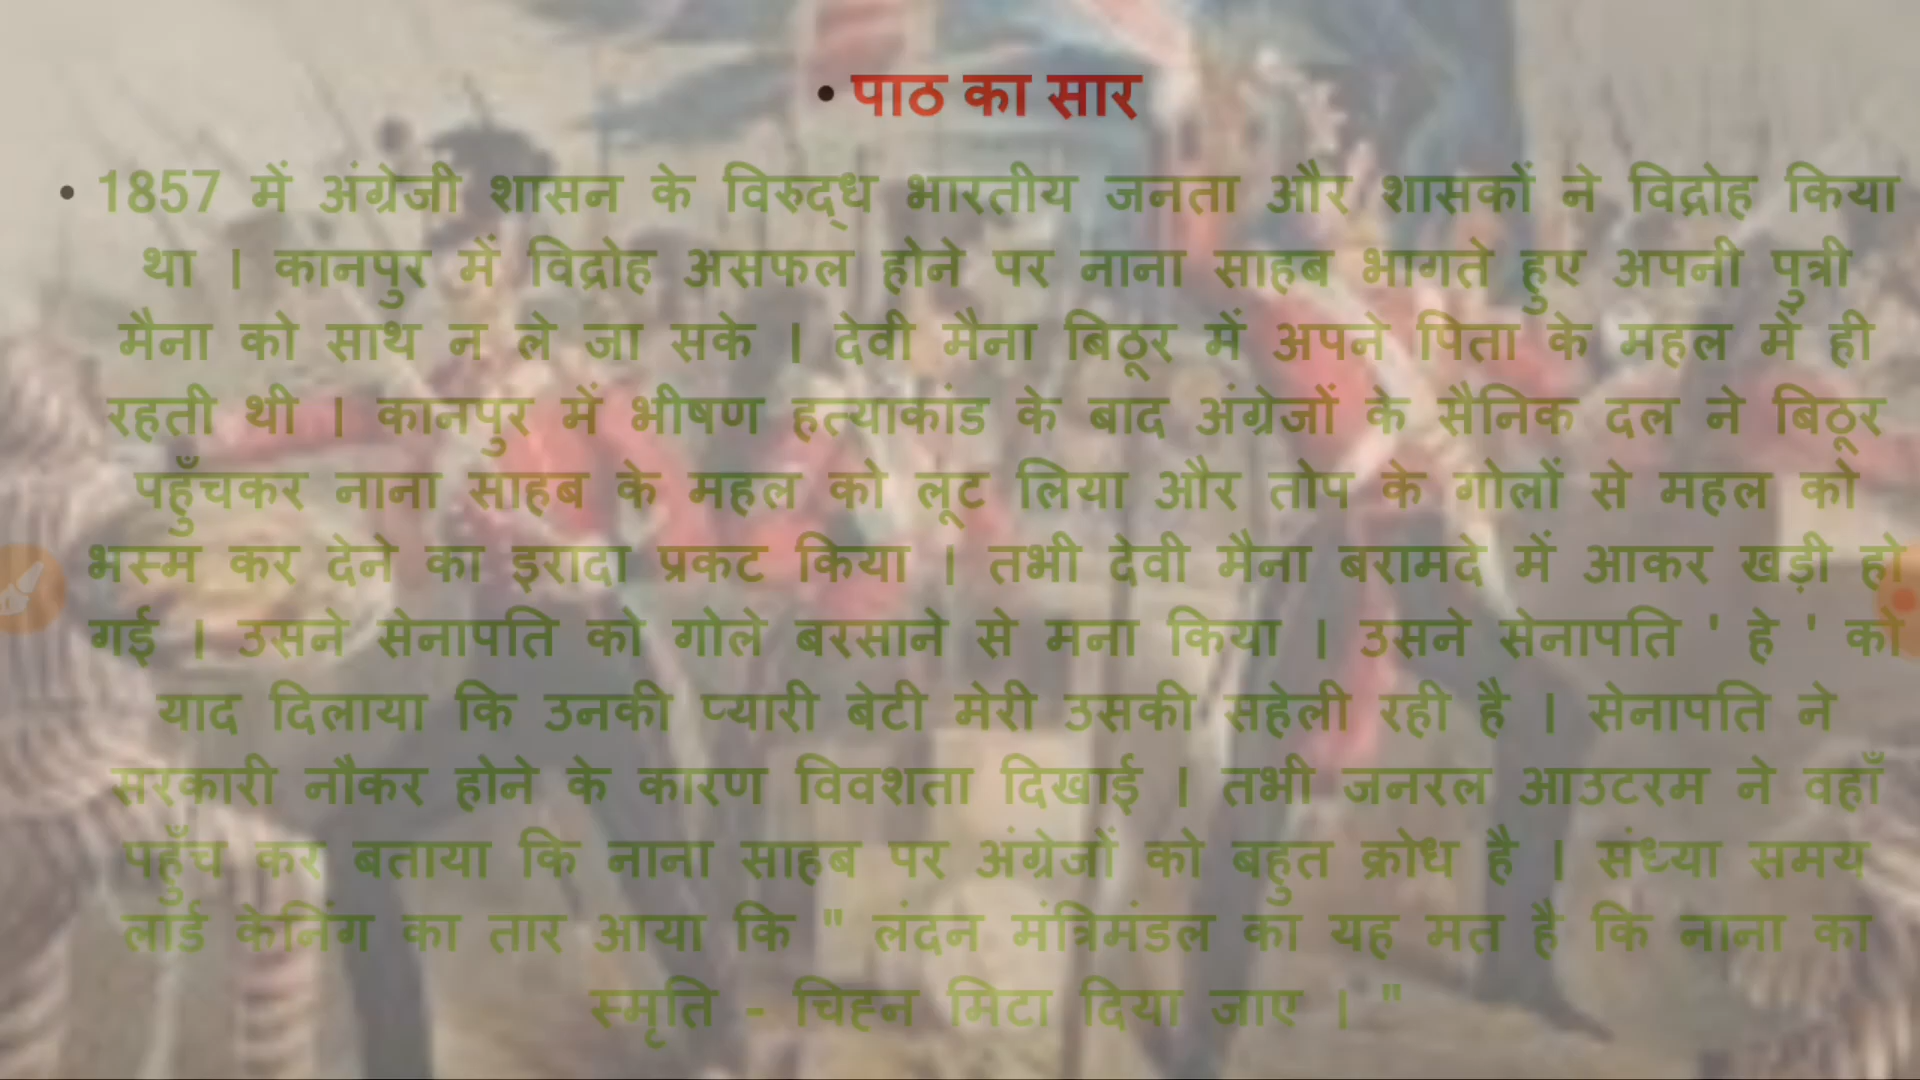 • पाठ का सार
• 1857 में अंग्रेजी शासन के विरुद्ध भारतीय जनता और शासकों ने विद्रोह किया
था । कानपुर में विद्रोह असफल होने पर नाना साहब भागते हुए अपनी पुत्री
मैना को साथ न ले जा सके । देवी मैना बिठूर में अपने पिता के महल में ही
रहती थी । कानपुर में भीषण हत्याकांड के बाद अंग्रेजों के सैनिक दल ने बिठूर
पहुँचकर नाना साहब के महल को लूट लिया और तोप के गोलों से महल को
भस्म कर देने का इरादा प्रकट किया । तभी देवी मैना बरामदे में आकर खड़ी हो
गई । उसने सेनापति को गोले बरसाने से मना किया । उसने सेनापति ' हे ' को
याद दिलाया कि उनकी प्यारी बेटी मेरी उसकी सहेली रही है । सेनापति ने
सरकारी नौकर होने के कारण विवशता दिखाई । तभी जनरल आउटरम ने वहाँ
पहुँच कर बताया कि नाना साहब पर अंग्रेजों को बहुत क्रोध है । संध्या समय
लार्ड केनिंग का तार आया कि " लंदन मंत्रिमंडल का यह मत है कि नाना का
स्मृति - चिह्न मिटा दिया जाए । "